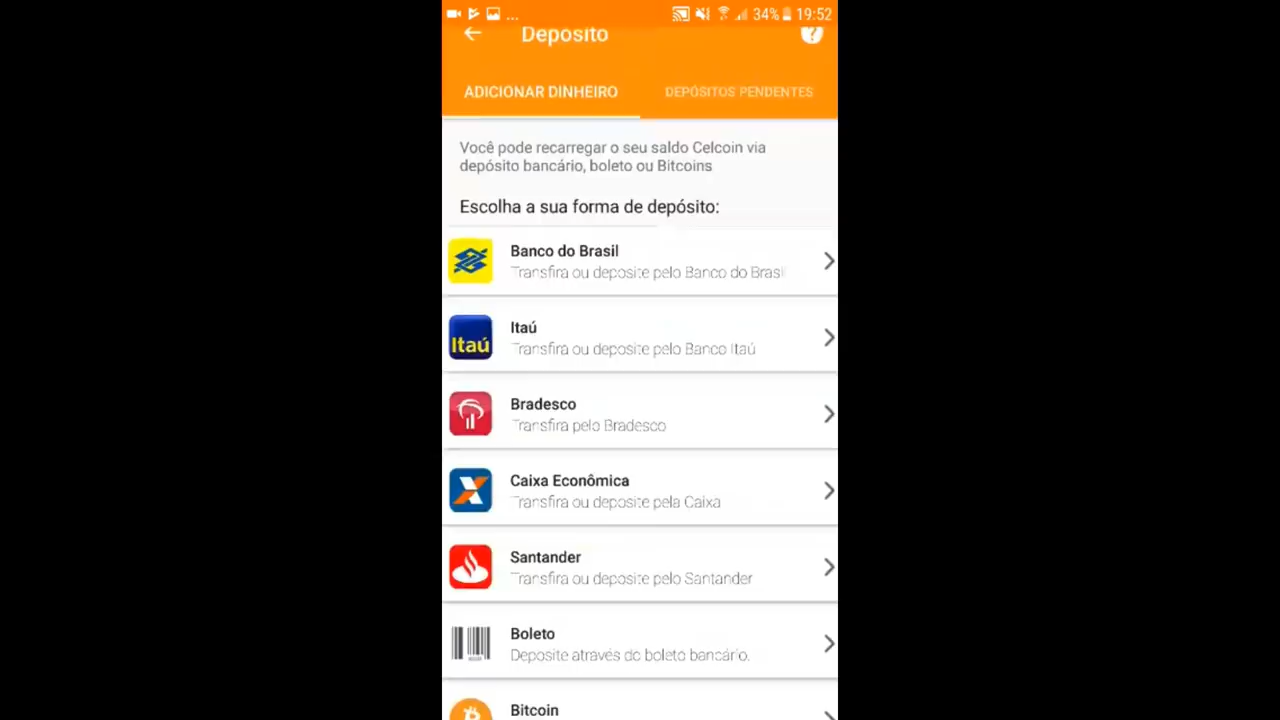 ... 34% 19:52
Depósito ?
ADICIONAR DINHEIRO DEPÓSITOS PENDENTES
Você pode recarregar o seu saldo Celcoin via
depósito bancário, boleto ou Bitcoins
Escolha a sua forma de depósito:
Banco do Brasil
Transfira ou deposite pelo Banco do Brasil
Itaú
Itaú
Transfira ou deposite pelo Banco Itaú
Bradesco
Transfira pelo Bradesco
Caixa Econômica
Transfira ou deposite pela Caixa
Santander
Transfira ou deposite pelo Santander
Boleto
Deposite através do boleto bancário.
Bitcoin